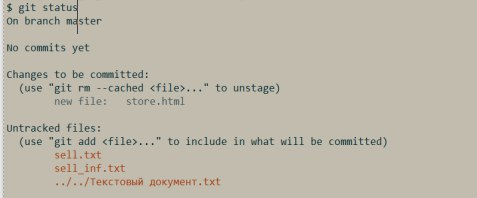 $ git status
On branch master
No commits yet
Changes to be committed:
(use "git rm --cached <file>..." to unstage)
new file:   store.html
Untracked files:
(use "git add <file>..." to include in what will be committed)
sell.txt
sell_inf.txt
../../Текстовый документ.txt